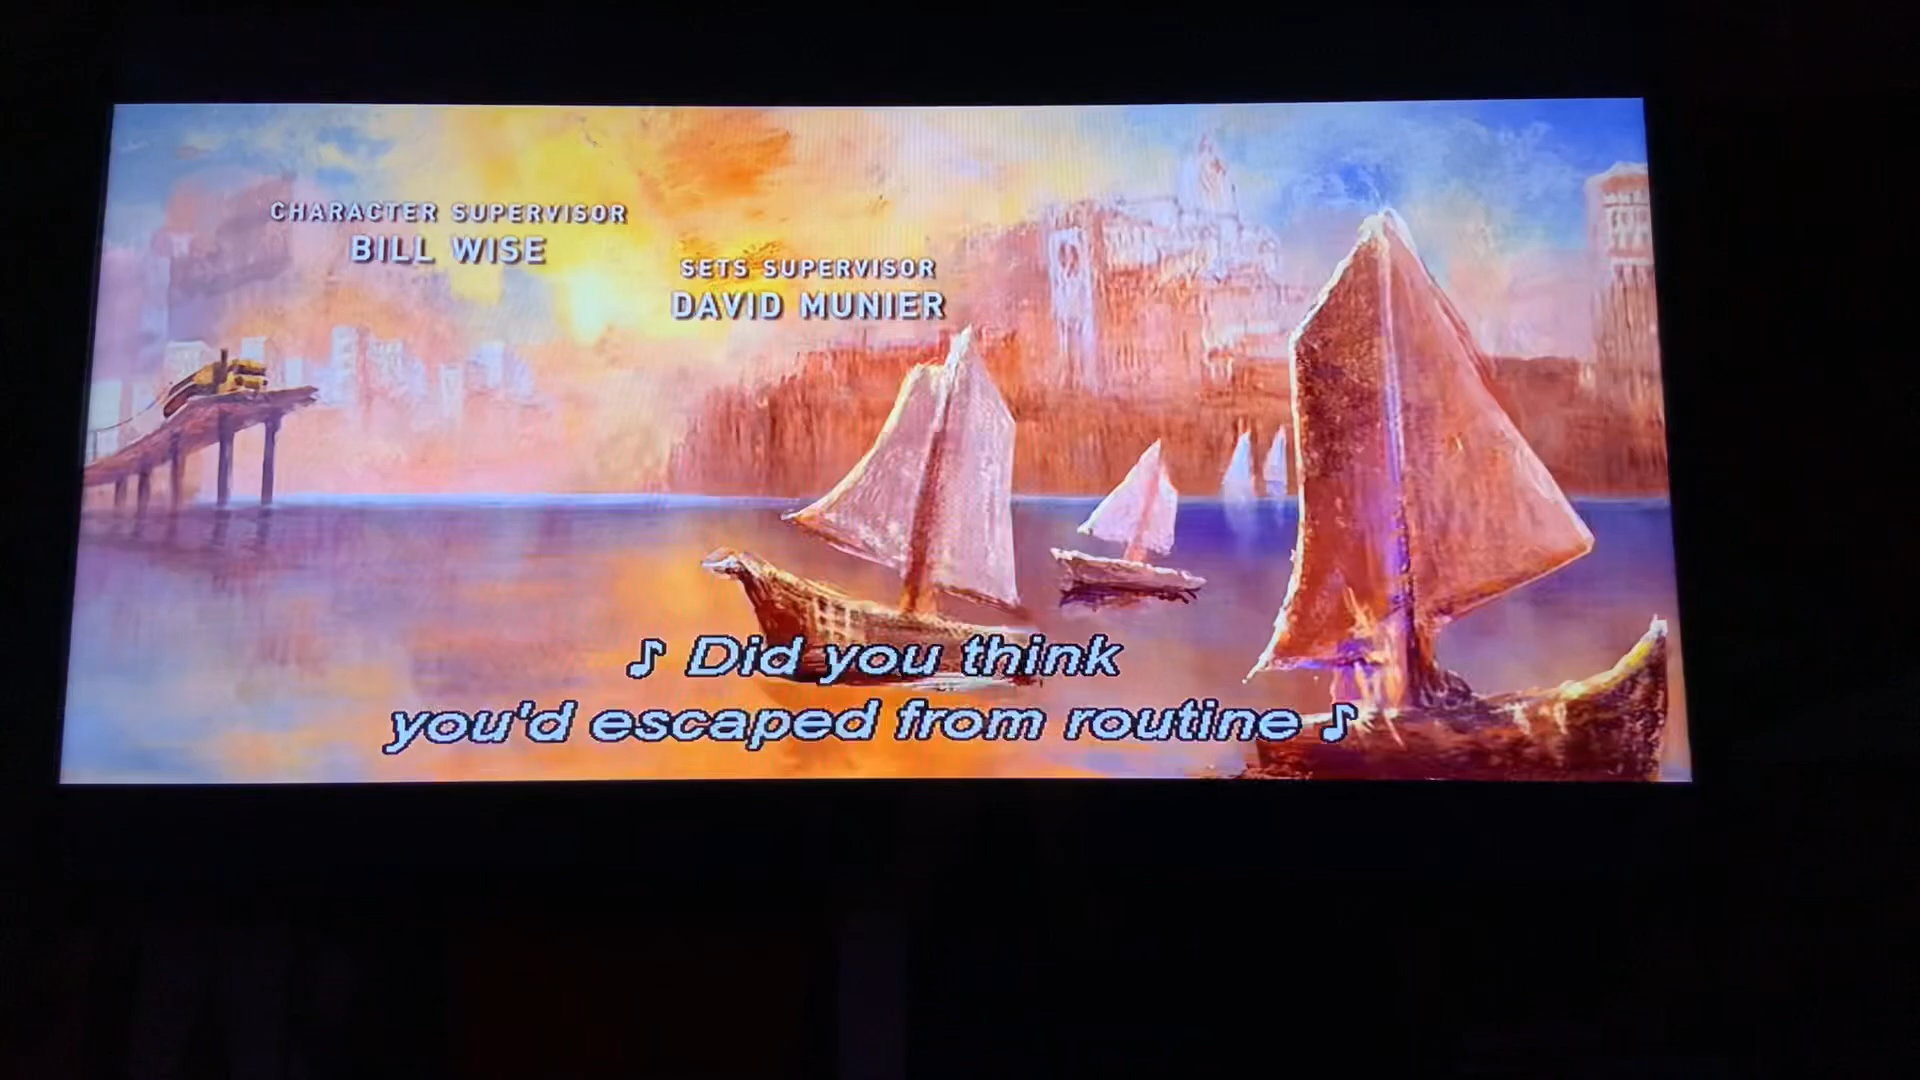 CHARACTER SUPERVISOR
BILL WISE
SETS SUPERVISOR
DAVID MUNIER
♪ Did you think
you'd escaped from routine ♪